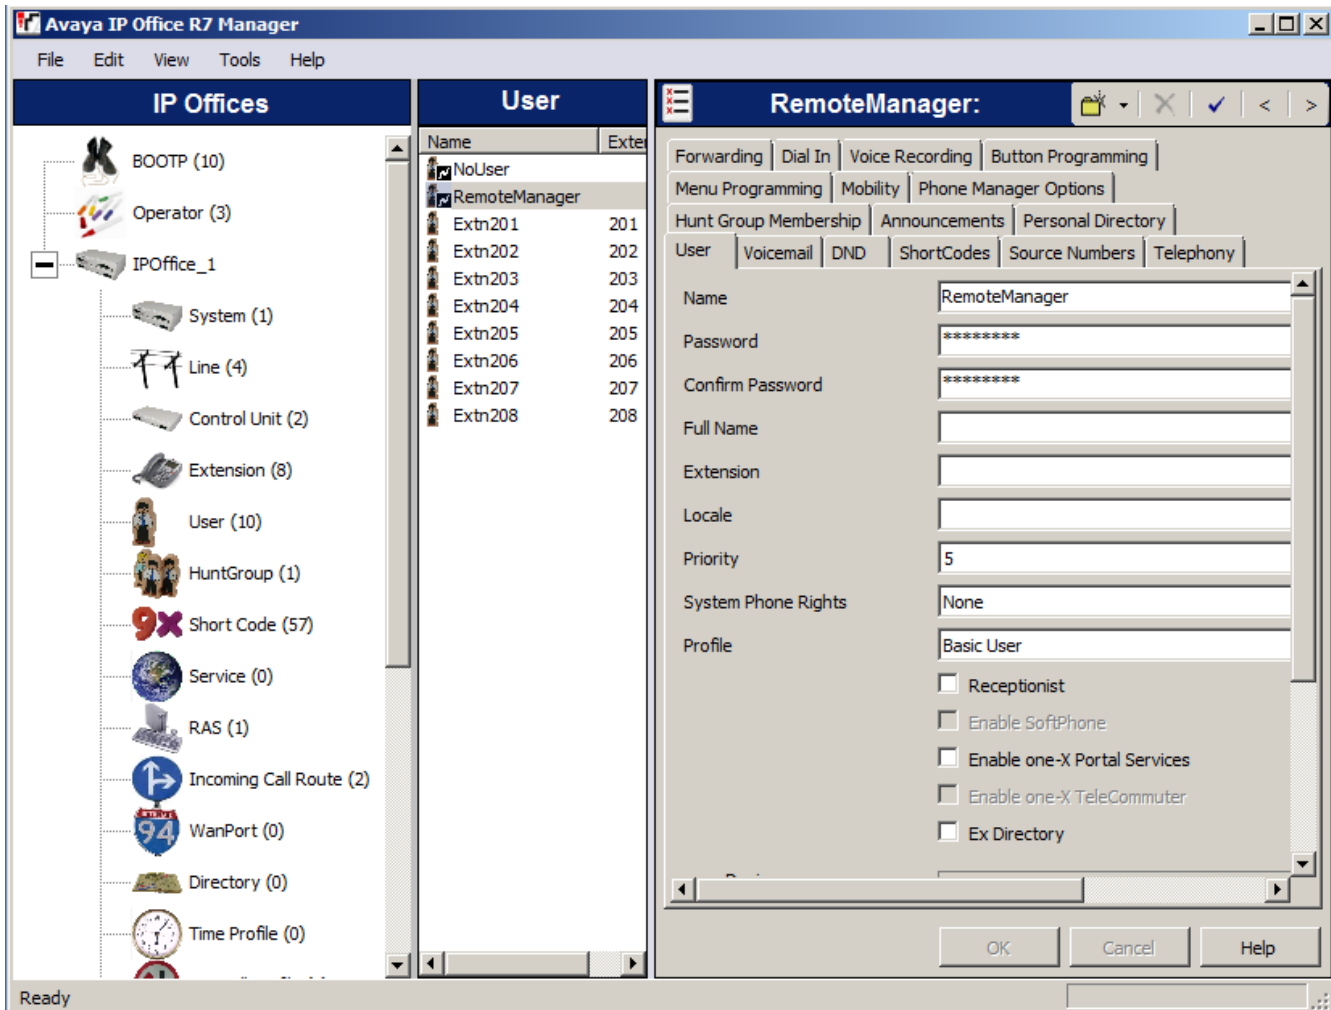 Avaya IP Office R7 Manager
File Edit View Tools Help
IP Offices
BOOTP (10)
Operator (3)
IPOffice_1
System (1)
Line (4)
Control Unit (2)
Extension (8)
User (10)
HuntGroup (1)
9X Short Code (57)
Service (0)
RAS (1)
Incoming Call Route (2)
94 WanPort (0)
Directory (0)
Time Profile (0)
User
Name Exter
NoUser
RemoteManager
Extn201 201
Extn202 202
Extn203 203
Extn204 204
Extn205 205
Extn206 206
Extn207 207
Extn208 208
RemoteManager:
Forwarding Dial In Voice Recording Button Programming
Menu Programming Mobility Phone Manager Options
Hunt Group Membership Announcements Personal Directory
User Voicemail DND ShortCodes Source Numbers Telephony
Name RemoteManager
Password ********
Confirm Password ********
Full Name
Extension
Locale
Priority 5
System Phone Rights None
Profile Basic User
Receptionist
Enable SoftPhone
Enable one-X Portal Services
Enable one-X TeleCommuter
Ex Directory
OK Cancel Help
Ready